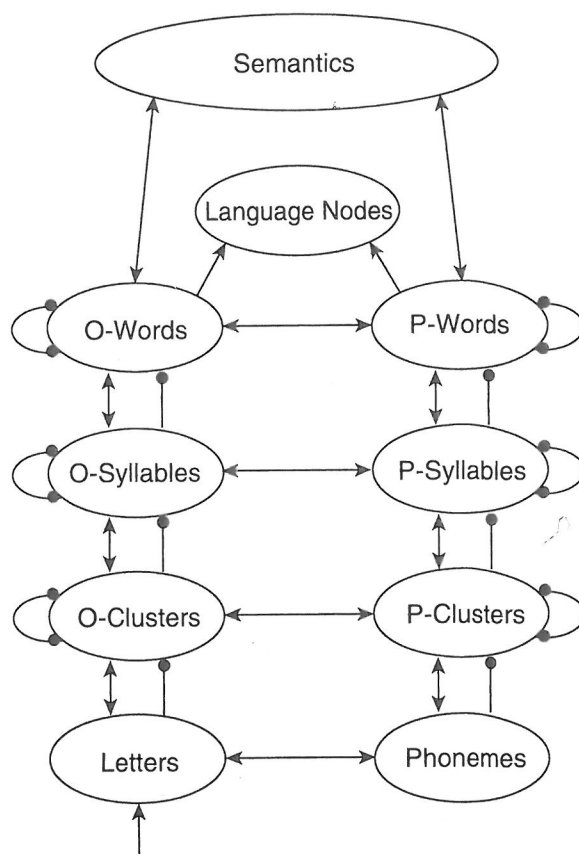 Semantics
Language Nodes
O-Words
P-Words
O-Syllables
P-Syllables
O-Clusters
P-Clusters
Letters
Phonemes